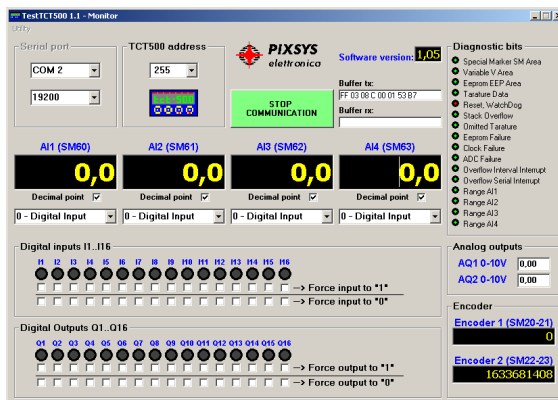 TestTCT500 1.1 - Monitor
Utility
Serial port
COM 2
19200
TCT500 address
255
PIXSYS
elettronica
STOP
COMMUNICATION
Software version:
1,05
Buffer tx:
FF 03 08 0C 00 01 53 B7
Buffer rx:
Diagnostic bits
Special Marker SM Area
Variable V Area
Eeprom EEP Area
Tarature Data
Reset, WatchDog
Stack Overflow
Omitted Tarature
Eeprom Failure
Clock Failure
ADC Failure
Overflow Interval Interrupt
Overflow Serial Interrupt
Range AI1
Range AI2
Range AI3
Range AI4
AI1 (SM60)
AI2 (SM61)
AI3 (SM62)
AI4 (SM63)
0,0
0,0
0,0
0,0
Decimal point
Decimal point
Decimal point
Decimal point
0 - Digital Input
0 - Digital Input
0 - Digital Input
0 - Digital Input
Digital inputs I1..I16
I1 I2 I3 I4 I5 I6 I7 I8 I9 I10 I11 I12 I13 I14 I15 I16
--> Force input to "1"
--> Force input to "0"
Digital Outputs Q1..Q16
Q1 Q2 Q3 Q4 Q5 Q6 Q7 Q8 Q9 Q10 Q11 Q12 Q13 Q14 Q15 Q16
--> Force output to "1"
--> Force output to "0"
Analog outputs
AQ1 0-10V
0,00
AQ2 0-10V
0,00
Encoder
Encoder 1 (SM20-21)
0
Encoder 2 (SM22-23)
1633681408